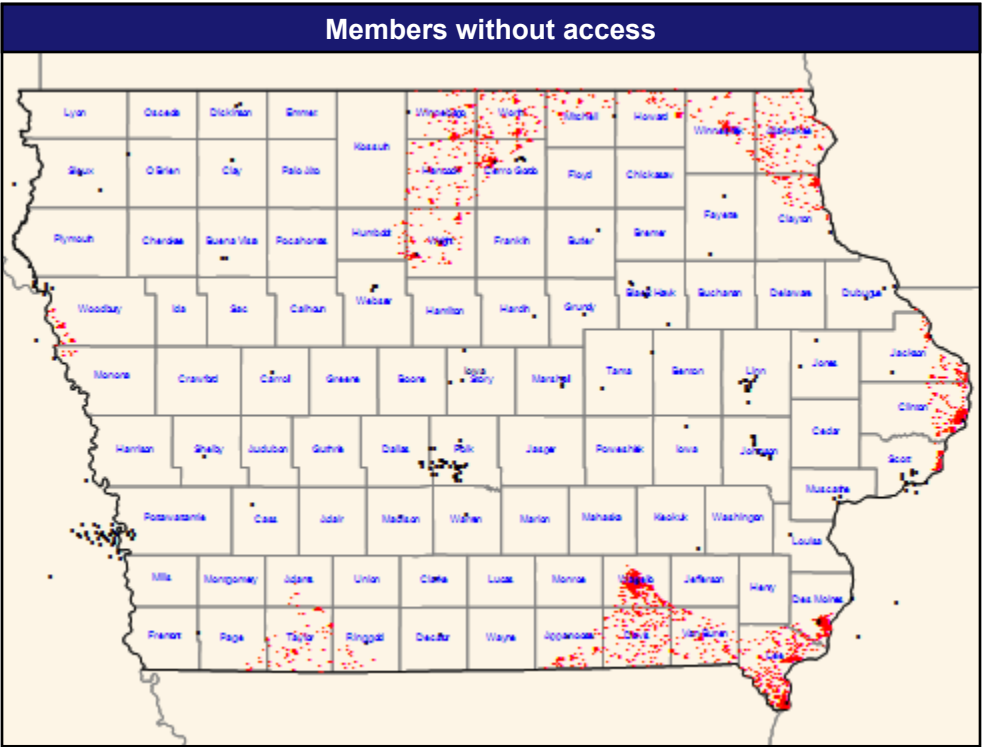 Members without access
Lyon
Osceola
Dickinson
Emmet
Winnebago
Worth
Mitchell
Howard
Winneshiek
Kossuth
Sioux
O'Brien
Clay
Palo Alto
Hancock
Cerro Gordo
Floyd
Chickasaw
Fayette
Clayton
Plymouth
Cherokee
Buena Vista
Pocahontas
Humboldt
Wright
Franklin
Butler
Bremer
Woodbury
Ida
Sac
Calhoun
Webster
Hamilton
Hardin
Grundy
Black Hawk
Buchanan
Delaware
Dubuque
Monona
Crawford
Carroll
Greene
Boone
Iowa
Story
Marshall
Tama
Benton
Linn
Jones
Jackson
Clinton
Harrison
Shelby
Audubon
Guthrie
Dallas
Polk
Jasper
Poweshiek
Iowa
Johnson
Cedar
Scott
Muscatine
Pottawattamie
Cass
Adair
Madison
Warren
Marion
Mahaska
Keokuk
Washington
Louisa
Mills
Montgomery
Adams
Union
Clarke
Lucas
Monroe
Wapello
Jefferson
Henry
Des Moines
Fremont
Page
Taylor
Ringgold
Decatur
Wayne
Appanoose
Davis
Van Buren
Lee